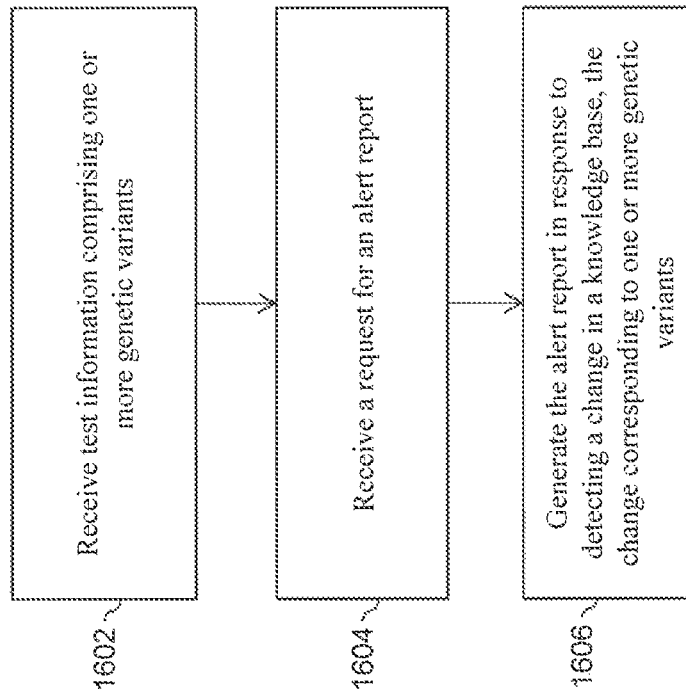 1602
Receive test information comprising one or
more genetic variants
1604
Receive a request for an alert report
1606
Generate the alert report in response to
detecting a change in a knowledge base, the
change corresponding to one or more genetic
variants